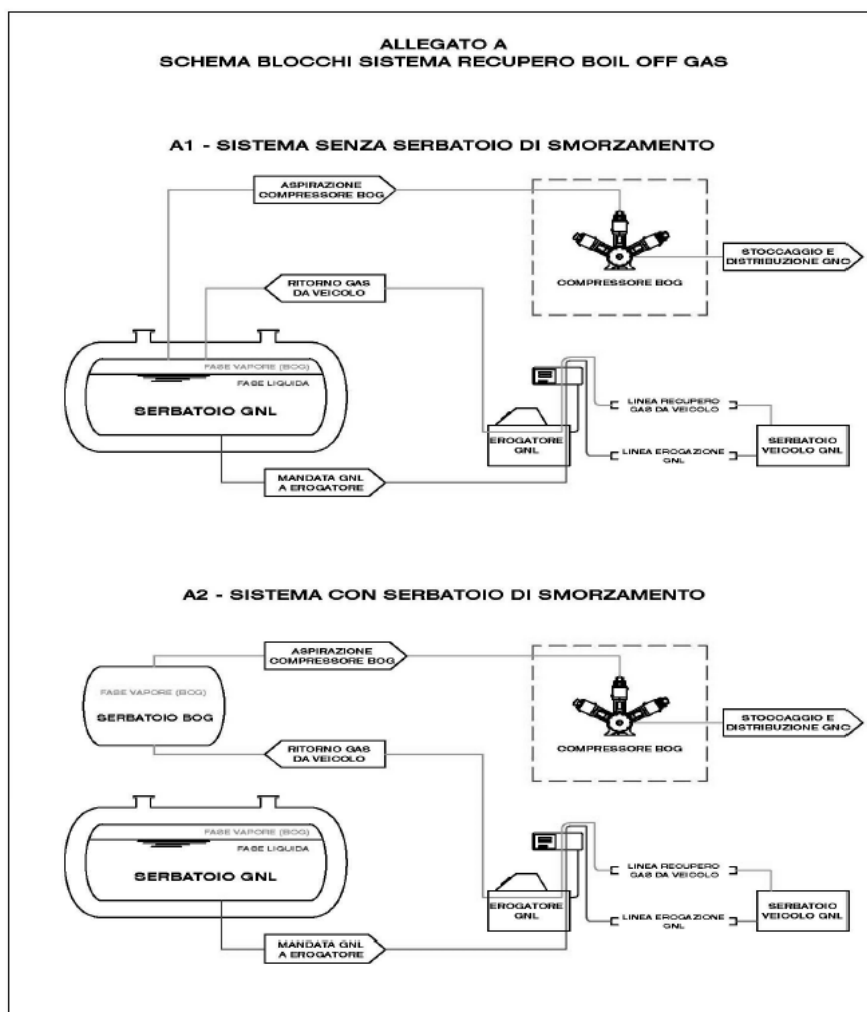 ALLEGATO A
SCHEMA BLOCCHI SISTEMA RECUPERO BOIL OFF GAS
A1 - SISTEMA SENZA SERBATOIO DI SMORZAMENTO
ASPIRAZIONE
COMPRESSORE BOG
STOCCAGGIO E
DISTRIBUZIONE GNC
COMPRESSORE BOG
RITORNO GAS
DA VEICOLO
FASE VAPORE (BOG)
FASE LIQUIDA
SERBATOIO GNL
LINEA RECUPERO
GAS DA VEICOLO
EROGATORE
GNL
LINEA EROGAZIONE
GNL
SERBATOIO
VEICOLO GNL
MANDATA GNL
A EROGATORE
A2 - SISTEMA CON SERBATOIO DI SMORZAMENTO
ASPIRAZIONE
COMPRESSORE BOG
FASE VAPORE (BOG)
SERBATOIO BOG
STOCCAGGIO E
DISTRIBUZIONE GNC
COMPRESSORE BOG
RITORNO GAS
DA VEICOLO
FASE VAPORE (BOG)
FASE LIQUIDA
SERBATOIO GNL
LINEA RECUPERO
GAS DA VEICOLO
EROGATORE
GNL
LINEA EROGAZIONE
GNL
SERBATOIO
VEICOLO GNL
MANDATA GNL
A EROGATORE